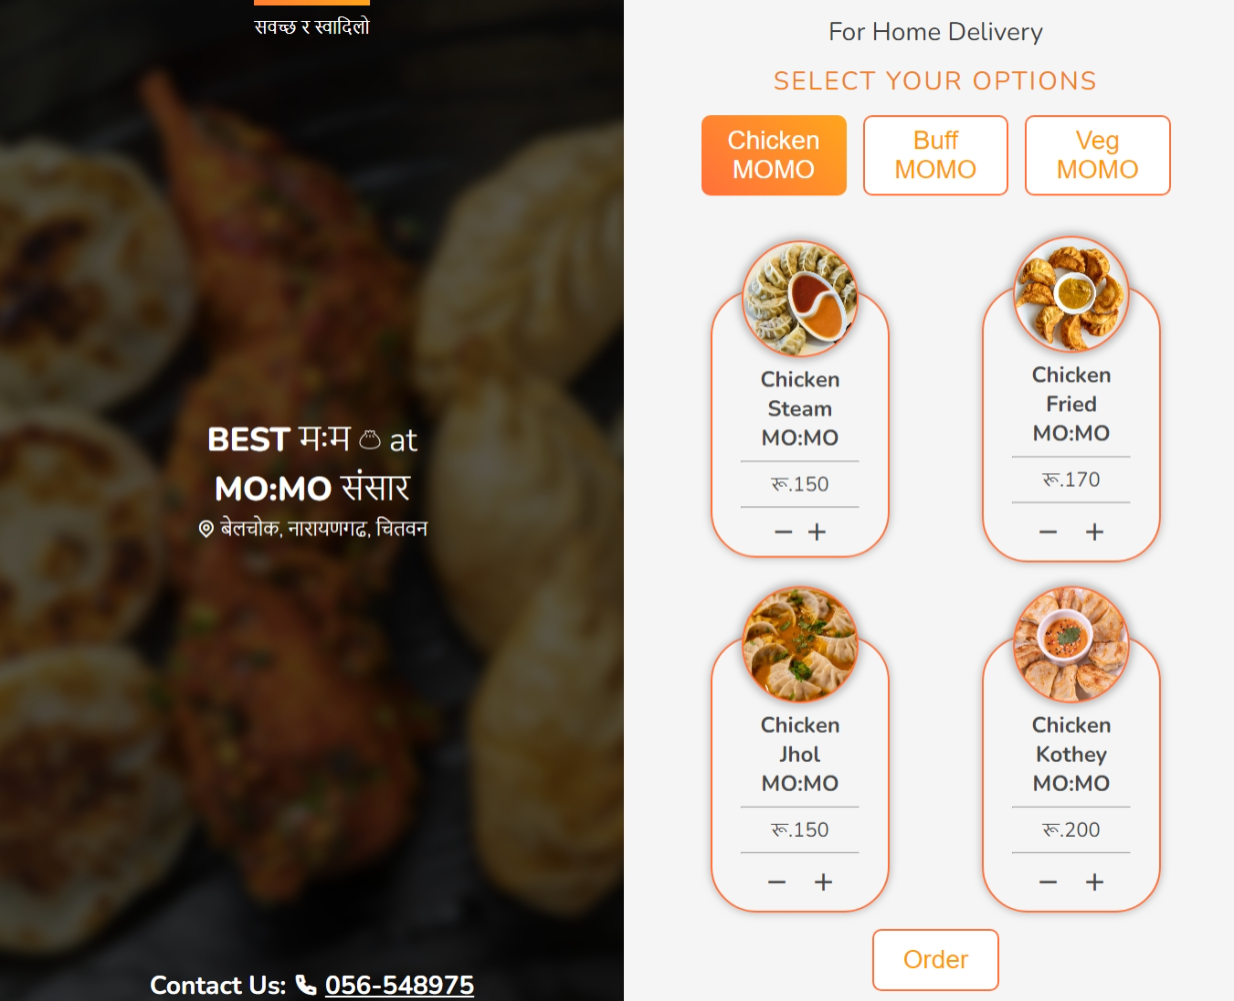 सवच्छ र स्वादिलो
BEST म:म at
MO:MO संसार
बेलचोक, नारायणगढ, चितवन
Contact Us: 056-548975
For Home Delivery
SELECT YOUR OPTIONS
Chicken
MOMO
Buff
MOMO
Veg
MOMO
Chicken
Steam
MO:MO
रू.150
− +
Chicken
Fried
MO:MO
रू.170
− +
Chicken
Jhol
MO:MO
रू.150
− +
Chicken
Kothey
MO:MO
रू.200
− +
Order